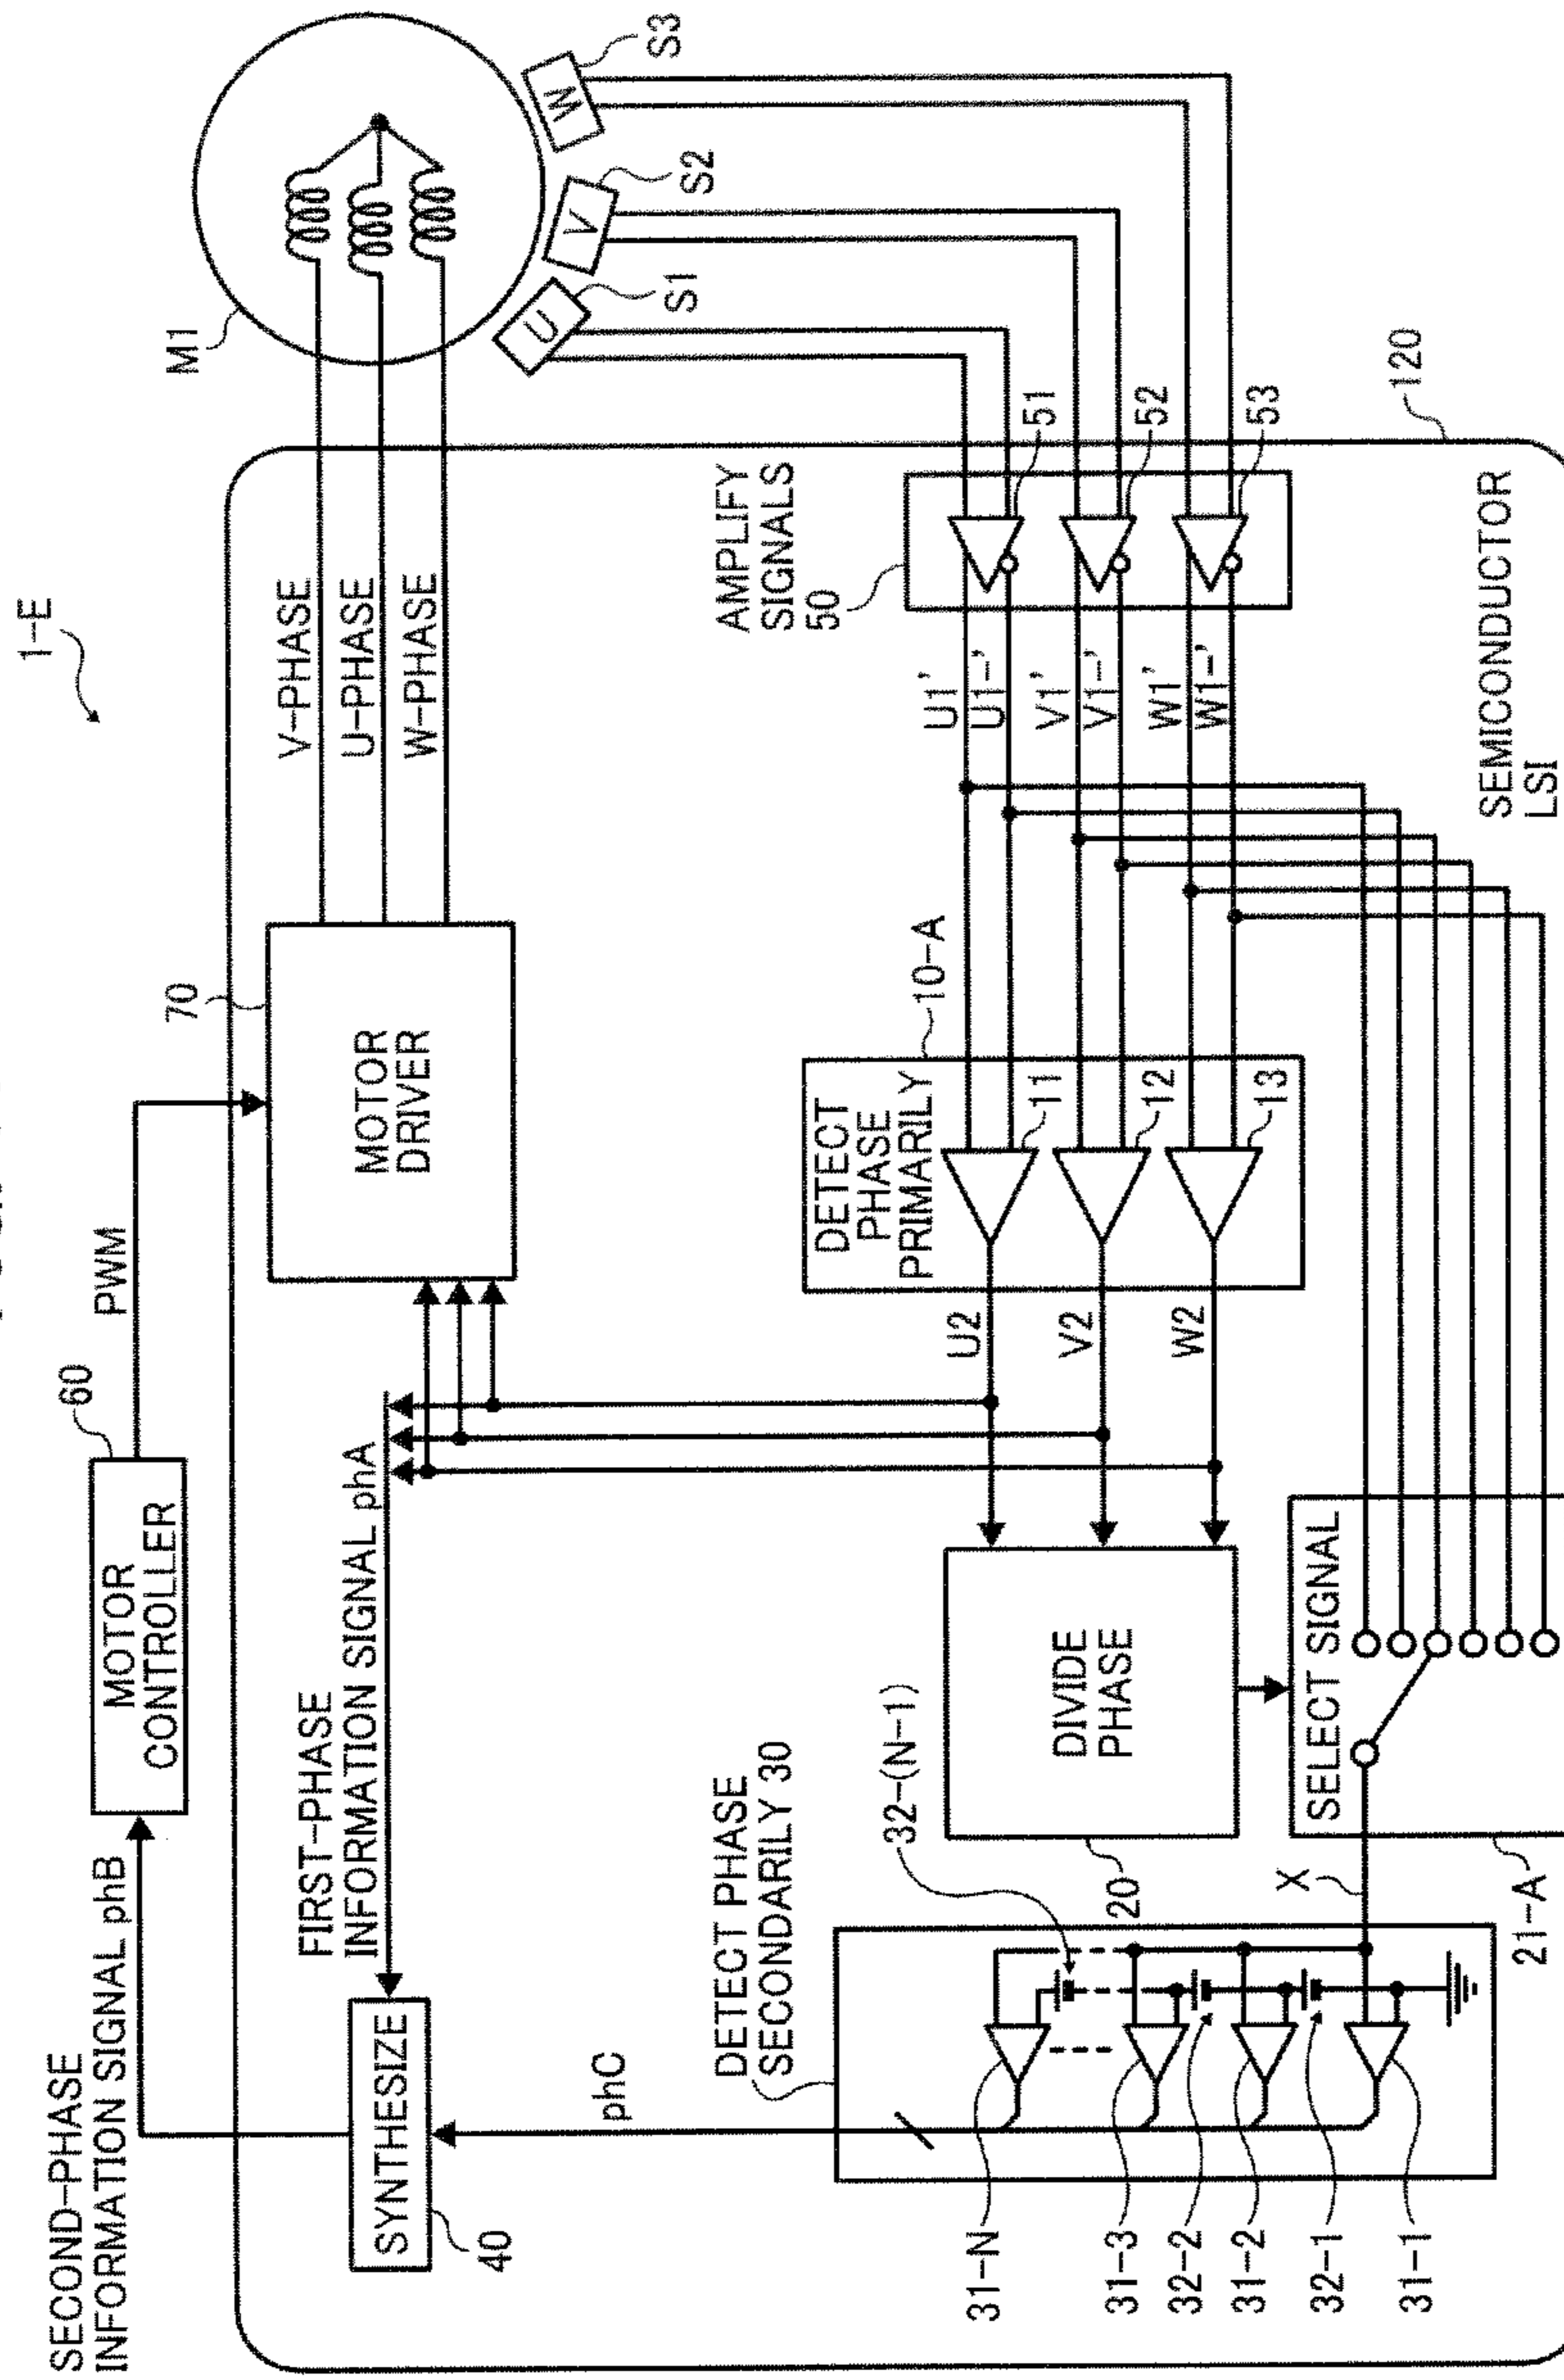 1-E
SECOND-PHASE
INFORMATION SIGNAL phB
MOTOR
CONTROLLER
60
PWM
70
MOTOR
DRIVER
V-PHASE
U-PHASE
W-PHASE
M1
U
V
W
S1
S2
S3
SYNTHESIZE
40
FIRST-PHASE
INFORMATION SIGNAL phA
phC
DETECT PHASE
SECONDARILY 30
32-(N-1)
31-N
31-3
32-2
31-2
32-1
31-1
DIVIDE
PHASE
20
X
SELECT SIGNAL
21-A
DETECT
PHASE
PRIMARILY
10-A
11
12
13
U2
V2
W2
AMPLIFY
SIGNALS
50
51
52
53
U1'
U1-'
V1'
V1-'
W1'
W1-'
SEMICONDUCTOR
LSI
120